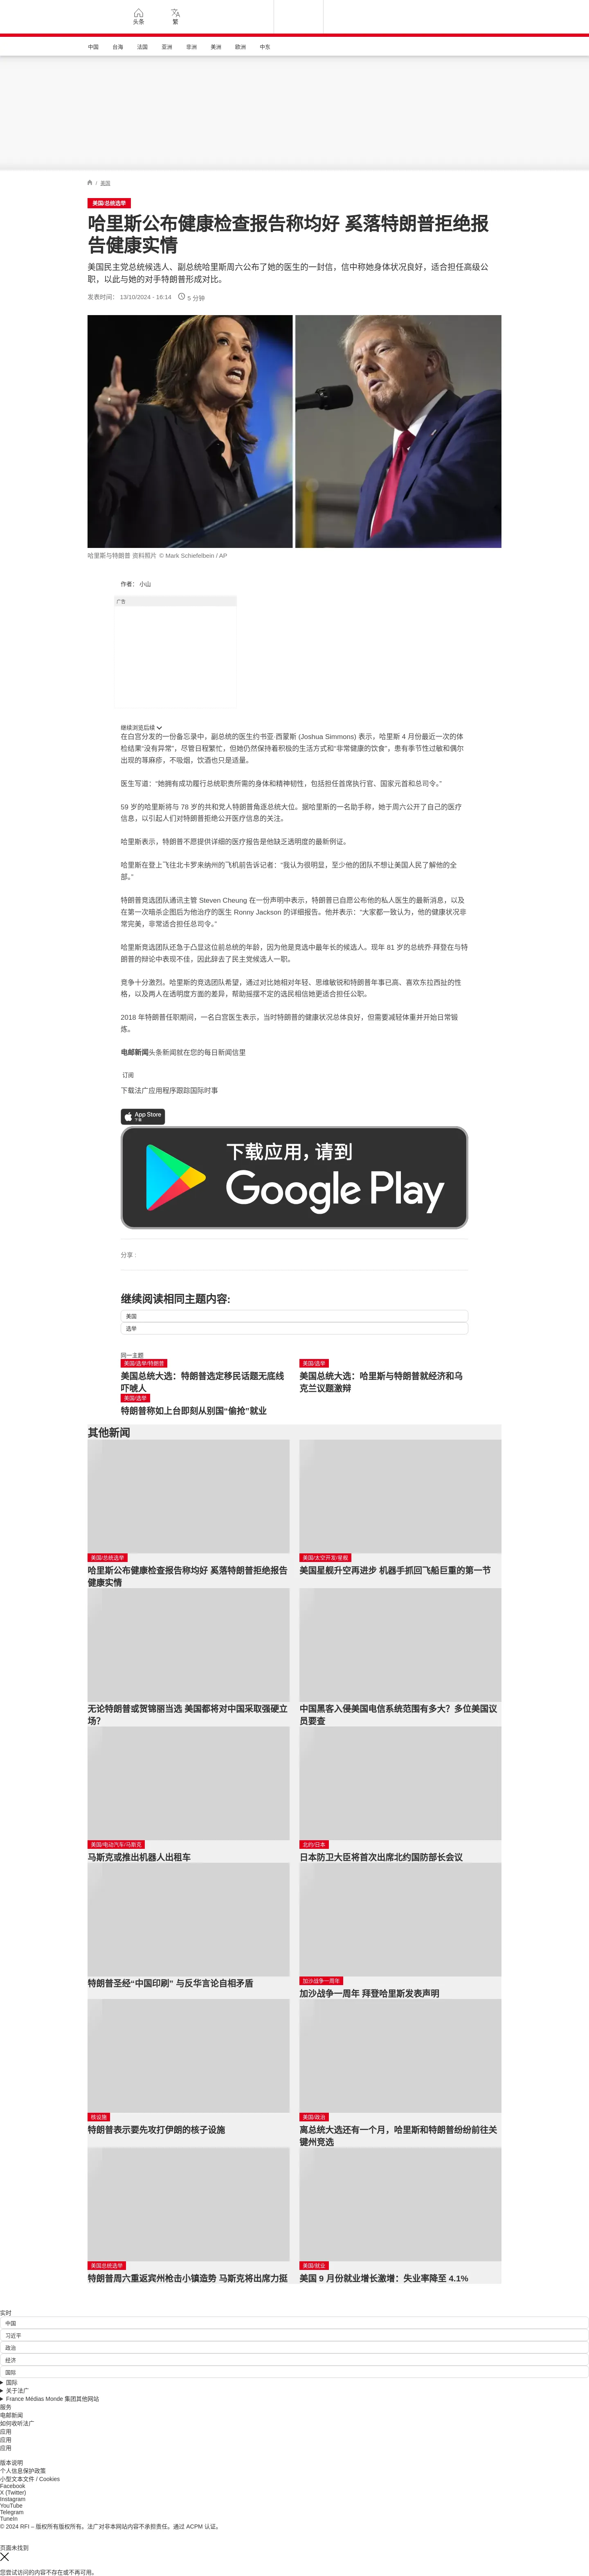 头条
繁
中国
台海
法国
亚洲
非洲
美洲
欧洲
中东
/ 美国
美国/总统选举
哈里斯公布健康检查报告称均好 奚落特朗普拒绝报
告健康实情
美国民主党总统候选人、副总统哈里斯周六公布了她的医生的一封信，信中称她身体状况良好，适合担任高级公
职，以此与她的对手特朗普形成对比。
发表时间： 13/10/2024 - 16:14
5 分钟
哈里斯与特朗普 资料照片 © Mark Schiefelbein / AP
作者： 小山
广告
继续浏览后续
在白宫分发的一份备忘录中，副总统的医生约书亚·西蒙斯 (Joshua Simmons) 表示，哈里斯 4 月份最近一次的体
检结果“没有异常”，尽管日程繁忙，但她仍然保持着积极的生活方式和“非常健康的饮食”，患有季节性过敏和偶尔
出现的荨麻疹，不吸烟，饮酒也只是适量。
医生写道：“她拥有成功履行总统职责所需的身体和精神韧性，包括担任首席执行官、国家元首和总司令。”
59 岁的哈里斯将与 78 岁的共和党人特朗普角逐总统大位。据哈里斯的一名助手称，她于周六公开了自己的医疗
信息，以引起人们对特朗普拒绝公开医疗信息的关注。
哈里斯表示，特朗普不愿提供详细的医疗报告是他缺乏透明度的最新例证。
哈里斯在登上飞往北卡罗来纳州的飞机前告诉记者：“我认为很明显，至少他的团队不想让美国人民了解他的全
部。”
特朗普竞选团队通讯主管 Steven Cheung 在一份声明中表示，特朗普已自愿公布他的私人医生的最新消息，以及
在第一次暗杀企图后为他治疗的医生 Ronny Jackson 的详细报告。他并表示：“大家都一致认为，他的健康状况非
常完美，非常适合担任总司令。”
哈里斯竞选团队还急于凸显这位前总统的年龄，因为他是竞选中最年长的候选人。现年 81 岁的总统乔·拜登在与特
朗普的辩论中表现不佳，因此辞去了民主党候选人一职。
竞争十分激烈。哈里斯的竞选团队希望，通过对比她相对年轻、思维敏锐和特朗普年事已高、喜欢东拉西扯的性
格，以及两人在透明度方面的差异，帮助摇摆不定的选民相信她更适合担任公职。
2018 年特朗普任职期间，一名白宫医生表示，当时特朗普的健康状况总体良好，但需要减轻体重并开始日常锻
炼。
电邮新闻头条新闻就在您的每日新闻信里
订阅
下载法广应用程序跟踪国际时事
App Store
下载
下载应用，请到
Google Play
分享 :
继续阅读相同主题内容:
美国
选举
同一主题
美国/选举/特朗普
美国总统大选：特朗普选定移民话题无底线
吓唬人
美国/选举
美国总统大选：哈里斯与特朗普就经济和乌
克兰议题激辩
美国/选举
特朗普称如上台即刻从别国“偷抢”就业
其他新闻
美国/总统选举
哈里斯公布健康检查报告称均好 奚落特朗普拒绝报告
健康实情
美国/太空开发/星舰
美国星舰升空再进步 机器手抓回飞船巨重的第一节
无论特朗普或贺锦丽当选 美国都将对中国采取强硬立
场？
中国黑客入侵美国电信系统范围有多大？多位美国议
员要查
美国/电动汽车/马斯克
马斯克或推出机器人出租车
北约/日本
日本防卫大臣将首次出席北约国防部长会议
特朗普圣经“中国印刷” 与反华言论自相矛盾
加沙战争一周年
加沙战争一周年 拜登哈里斯发表声明
核设施
特朗普表示要先攻打伊朗的核子设施
美国/政治
离总统大选还有一个月，哈里斯和特朗普纷纷前往关
键州竞选
美国总统选举
特朗普周六重返宾州枪击小镇造势 马斯克将出席力挺
美国/就业
美国 9 月份就业增长激增：失业率降至 4.1%
实时
中国
习近平
政治
经济
国际
国际
关于法广
France Médias Monde 集团其他网站
服务
电邮新闻
如何收听法广
应用
应用
应用
版本说明
个人信息保护政策
小型文本文件 / Cookies
Facebook
X (Twitter)
Instagram
YouTube
Telegram
TuneIn
© 2024 RFI – 版权所有版权所有。法广对非本网站内容不承担责任。通过 ACPM 认证。
页面未找到
您尝试访问的内容不存在或不再可用。